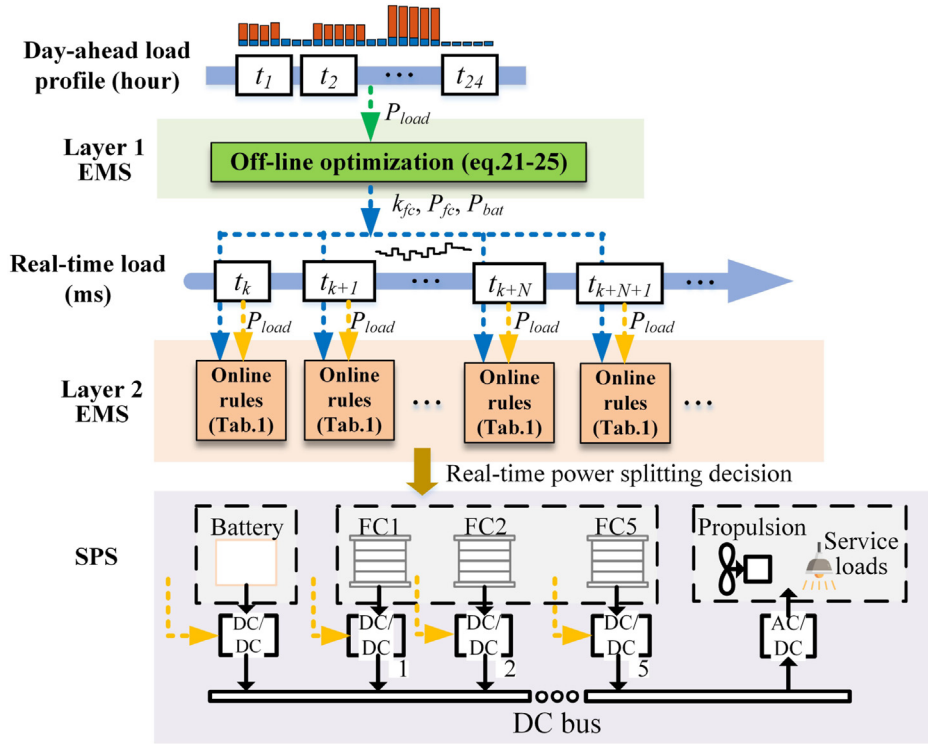 Day-ahead load
profile (hour)
t1 t2 ... t24
Pload
Layer 1
EMS
Off-line optimization (eq.21-25)
kfc, Pfc, Pbat
Real-time load
(ms)
tk tk+1 ... tk+N tk+N+1 ...
Pload Pload Pload Pload
Layer 2
EMS
Online
rules
(Tab.1)
Online
rules
(Tab.1)
...
Online
rules
(Tab.1)
Online
rules
(Tab.1)
...
Real-time power splitting decision
SPS
Battery
FC1
FC2
FC5
Propulsion
Service
loads
DC/
DC
DC/
DC
1
DC/
DC
2
DC/
DC
5
AC/
DC
DC bus